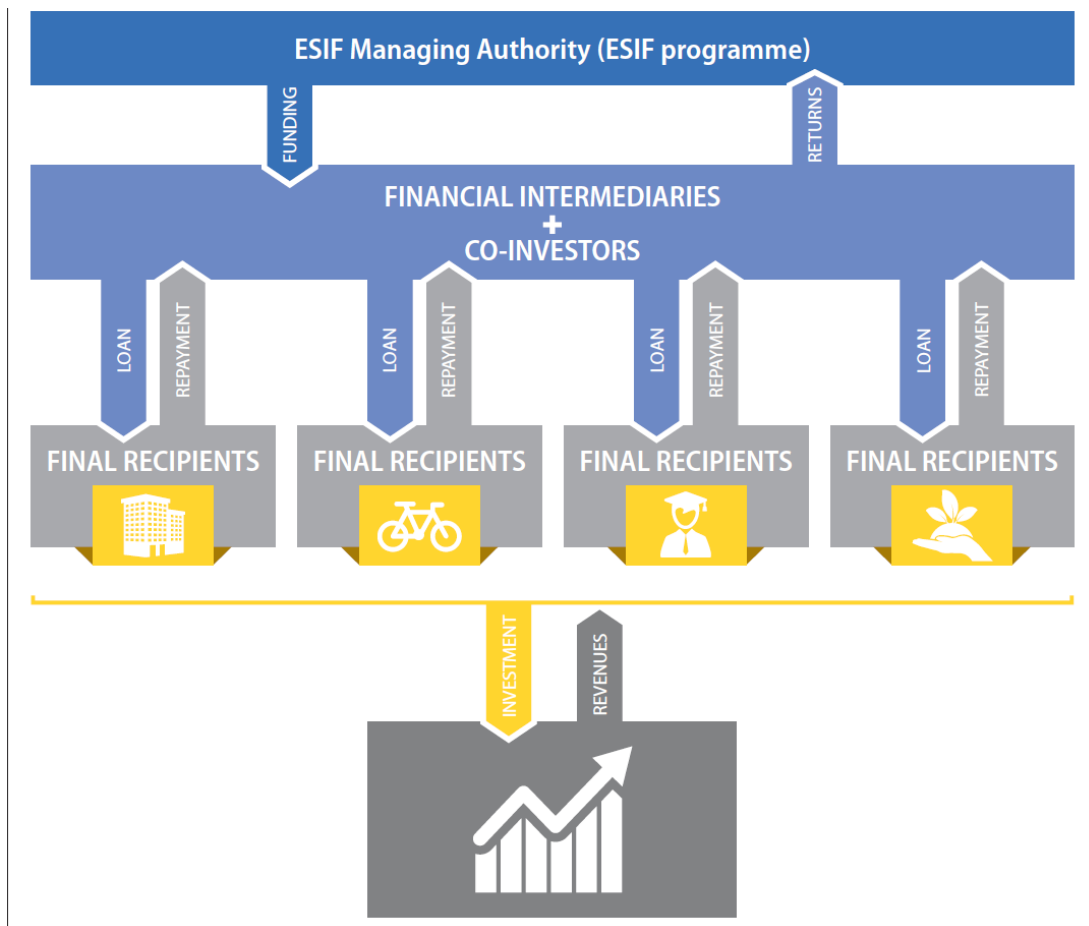 ESIF Managing Authority (ESIF programme)
FUNDING
RETURNS
FINANCIAL INTERMEDIARIES
+
CO-INVESTORS
LOAN
REPAYMENT
LOAN
REPAYMENT
LOAN
REPAYMENT
LOAN
REPAYMENT
FINAL RECIPIENTS
FINAL RECIPIENTS
FINAL RECIPIENTS
FINAL RECIPIENTS
INVESTMENT
REVENUES